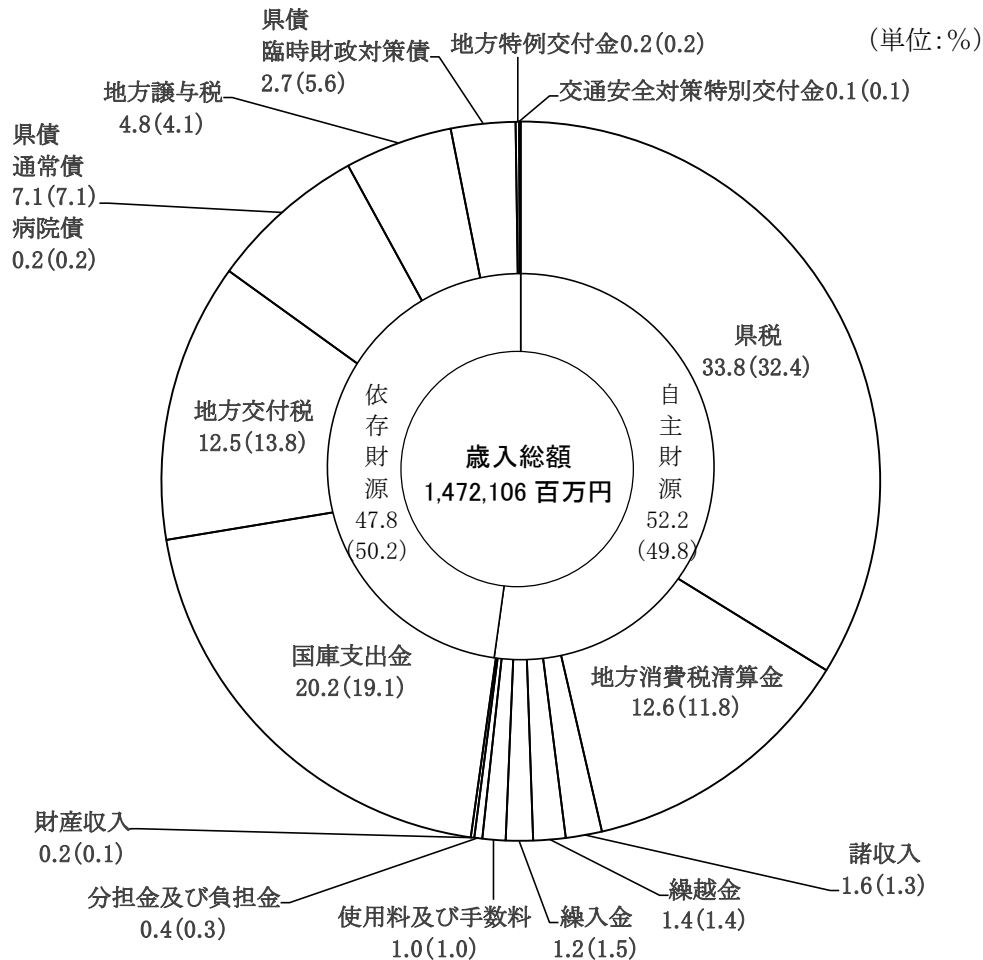 (単位:%)
県債
臨時財政対策債
2.7(5.6)
地方特例交付金0.2(0.2)
交通安全対策特別交付金0.1(0.1)
地方譲与税
4.8(4.1)
県債
通常債
7.1(7.1)
病院債
0.2(0.2)
県税
33.8(32.4)
地方交付税
12.5(13.8)
依存財源
47.8
(50.2)
歳入総額
1,472,106 百万円
自主財源
52.2
(49.8)
国庫支出金
20.2(19.1)
地方消費税清算金
12.6(11.8)
財産収入
0.2(0.1)
分担金及び負担金
0.4(0.3)
使用料及び手数料
1.0(1.0)
繰入金
1.2(1.5)
繰越金
1.4(1.4)
諸収入
1.6(1.3)